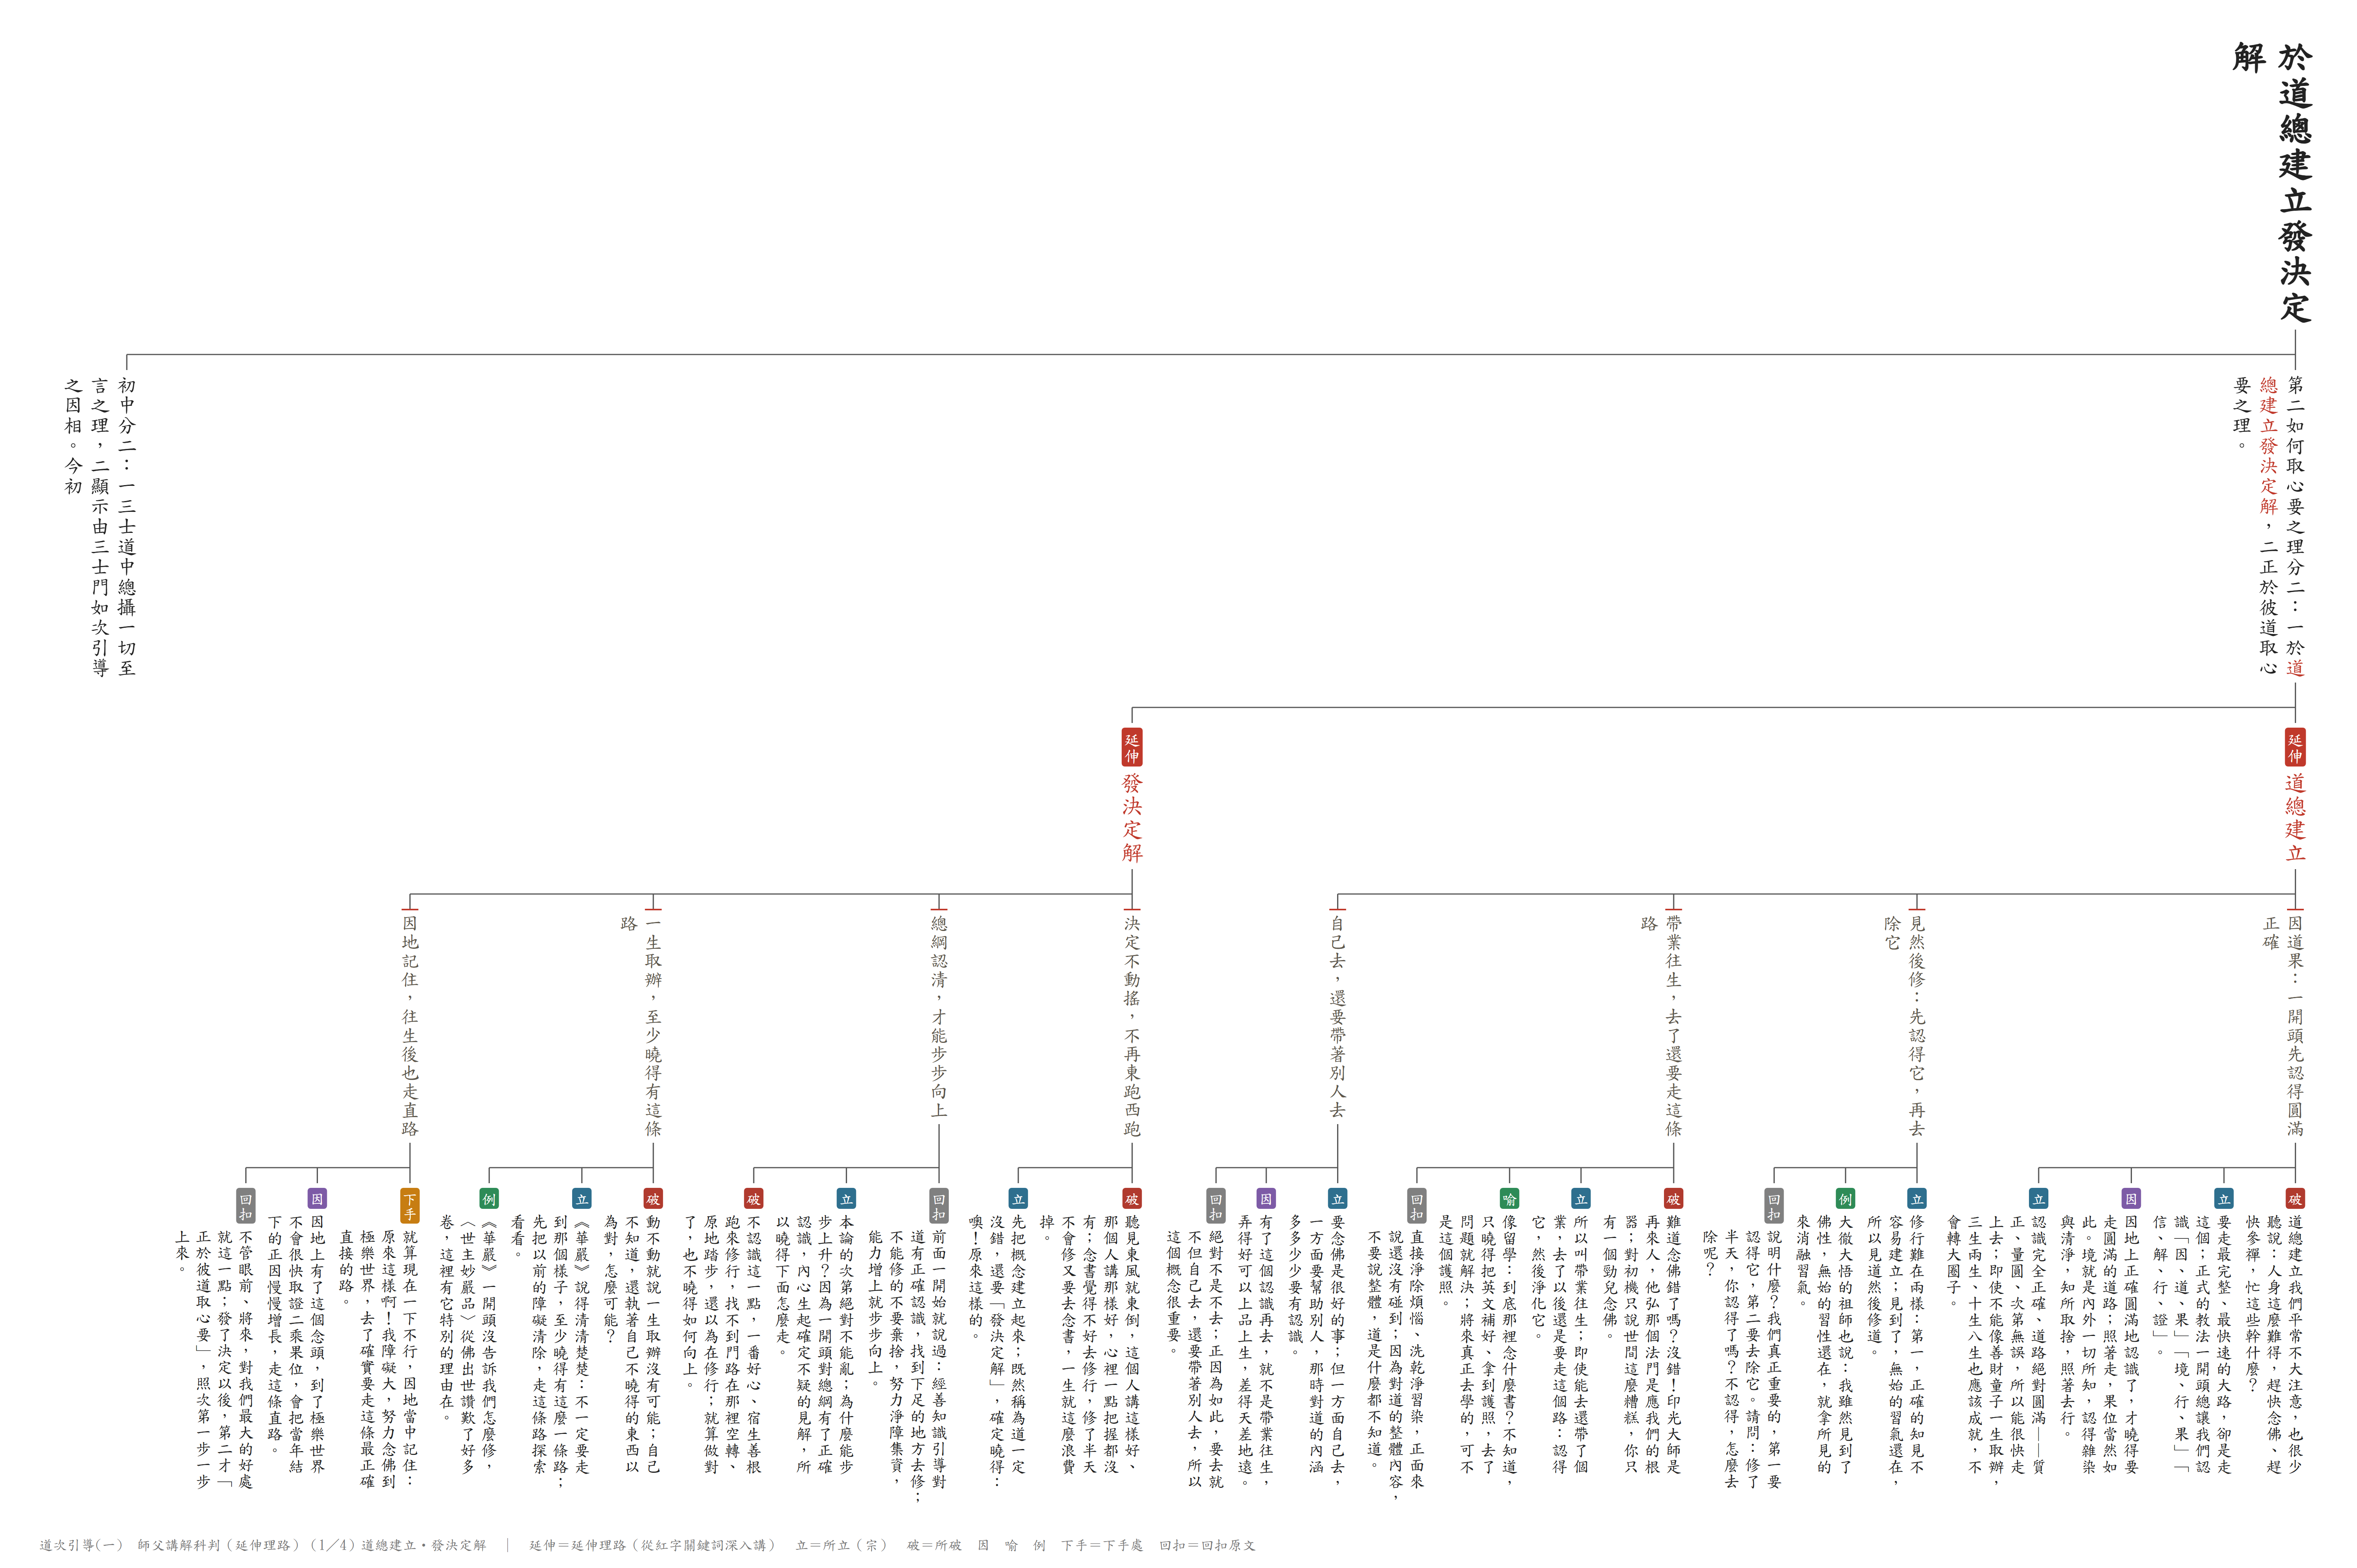 於道總建立發決定
解
第二如何取心要之理分二：一於道
總建立發決定解，二正於彼道取心
要之理。
初中分二：一三士道中總攝一切至
言之理，二顯示由三士門如次引導
之因相。今初
延伸
道總建立
延伸
發決定解
因道果：一開頭先認得圓滿
正確
見然後修：先認得它，再去
除它
帶業往生，去了還要走這條
路
自己去，還要帶著別人去
決定不動搖，不再東跑西跑
總綱認清，才能步步向上
一生取辦，至少曉得有這條
路
因地記住，往生後也走直路
破
道總建立我們平常不大注意，也很少
聽說：人身這麼難得，趕快念佛、趕
快參禪，忙這些幹什麼？
立
要走最完整、最快速的大路，卻是走
這個；正式的教法一開頭總讓我們認
識「因、道、果」「境、行、果」「
信、解、行、證」。
因
因地上正確圓滿地認識了，才曉得要
走圓滿的道路；照著走，果位當然如
此。境就是內外一切所知，認得雜染
與清淨，知所取捨，照著去行。
立
認識完全正確、道路絕對圓滿——質
正、量圓、次第無誤，所以能很快走
上去；即使不能像善財童子一生取辦，
三生兩生、十生八生也應該成就，不
會轉大圈子。
立
修行難在兩樣：第一，正確的知見不
容易建立；見到了，無始的習氣還在，
所以見道然後修道。
例
大徹大悟的祖師也說：我雖然見到了
佛性，無始的習性還在，就拿所見的
來消融習氣。
回扣
說明什麼？我們真正重要的，第一要
認得它，第二要去除它。請問：修了
半天，你認得了嗎？不認得，怎麼去
除呢？
破
難道念佛錯了嗎？沒錯！印光大師是
再來人，他弘那個法門是應我們的根
器；對初機只說世間這麼糟糕，你只
有一個勁兒念佛。
立
所以叫帶業往生；即使能去還帶了個
業，去了以後還是要走這個路：認得
它，然後淨化它。
喻
像留學：到底那裡念什麼書？不知道，
只曉得把英文補好、拿到護照，去了
問題就解決；將來真正去學的，可不
是這個護照。
回扣
直接淨除煩惱、洗乾淨習染，正面來
說還沒有碰到；因為對道的整體內容，
不要說整體，道是什麼都不知道。
立
要念佛是很好的事；但一方面自己去，
一方面要幫助別人，那時對道的內涵
多多少少要有認識。
因
有了這個認識再去，就不是帶業往生，
弄得好可以上品上生，差得天差地遠。
回扣
絕對不是不去；正因為如此，要去就
不但自己去，還要帶著別人去，所以
這個概念很重要。
破
聽見東風就東倒，這個人講這樣好、
那個人講那樣好，心裡一點把握都沒
有；念書覺得不好去修行，修了半天
不會修又要去念書，一生就這麼浪費
掉。
立
先把概念建立起來；既然稱為道一定
沒錯，還要「發決定解」，確定曉得：
噢！原來這樣的。
回扣
前面一開始就說過：經善知識引導對
道有正確認識，找到下足的地方去修；
不能修的不要棄捨，努力淨障集資，
能力增上就步步向上。
立
本論的次第絕對不能亂；為什麼能步
步上升？因為一開頭對總綱有了正確
認識，內心生起確定不疑的見解，所
以曉得下面怎麼走。
破
不認識這一點，一番好心、宿生善根
跑來修行，找不到門路在那裡空轉、
原地踏步，還以為在修行；就算做對
了，也不曉得如何向上。
破
動不動就說一生取辦沒有可能；自己
不知道，還執著自己不曉得的東西以
為對，怎麼可能？
立
《華嚴》說得清清楚楚：不一定要走
到那個樣子，至少曉得有這麼一條路；
先把以前的障礙清除，走這條路探索
看看。
例
《華嚴》一開頭沒告訴我們怎麼修，
〈世主妙嚴品〉從佛出世讚歎了好多
卷，這裡有它特別的理由在。
下手
就算現在一下不行，因地當中記住：
原來這樣啊！我障礙大，努力念佛到
極樂世界，去了確實要走這條最正確
直接的路。
因
因地上有了這個念頭，到了極樂世界
不會很快取證二乘果位，會把當年結
下的正因慢慢增長，走這條直路。
回扣
不管眼前、將來，對我們最大的好處
就這一點；發了決定以後，第二才「
正於彼道取心要」，照次第一步一步
上來。
道次引導（一） 師父講解科判（延伸理路）（1／4）道總建立・發決定解 ｜ 延伸＝延伸理路（從紅字關鍵詞深入講） 立＝所立（宗） 破＝所破 因 喻 例 下手＝下手處 回扣＝回扣原文